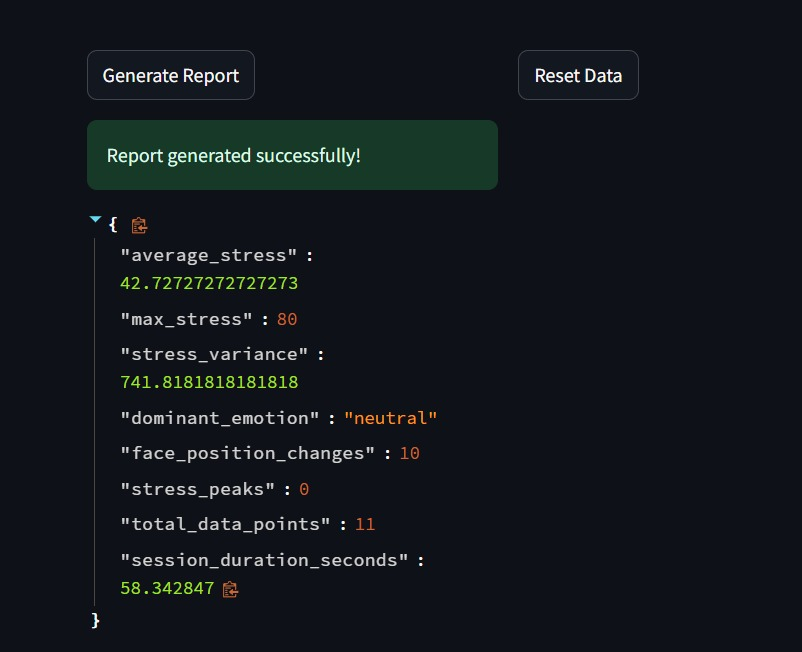 Generate Report
Reset Data
Report generated successfully!
{
"average_stress" :
42.72727272727273
"max_stress" : 80
"stress_variance" :
741.8181818181818
"dominant_emotion" : "neutral"
"face_position_changes" : 10
"stress_peaks" : 0
"total_data_points" : 11
"session_duration_seconds" :
58.342847
}